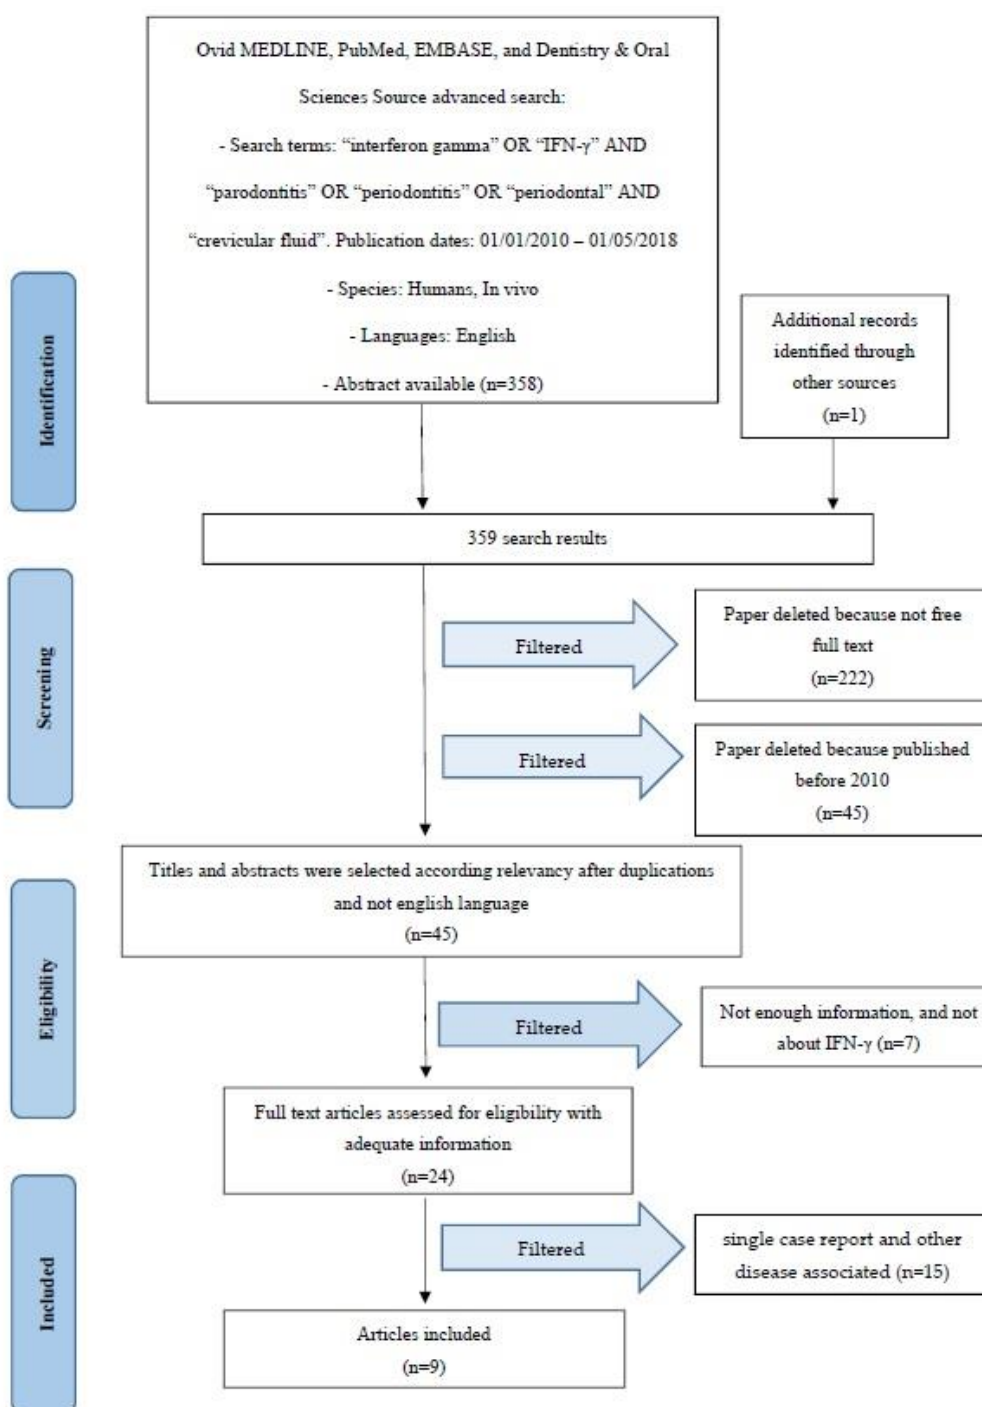 Ovid MEDLINE, PubMed, EMBASE, and Dentistry & Oral
Sciences Source advanced search:
- Search terms: “interferon gamma” OR “IFN-γ” AND
“parodontitis” OR “periodontitis” OR “periodontal” AND
“crevicular fluid”. Publication dates: 01/01/2010 – 01/05/2018
- Species: Humans, In vivo
- Languages: English
- Abstract available (n=358)
Additional records
identified through
other sources
(n=1)
Identification
359 search results
Screening
Filtered
Paper deleted because not free
full text
(n=222)
Filtered
Paper deleted because published
before 2010
(n=45)
Titles and abstracts were selected according relevancy after duplications
and not english language
(n=45)
Eligibility
Filtered
Not enough information, and not
about IFN-γ (n=7)
Full text articles assessed for eligibility with
adequate information
(n=24)
Included
Filtered
single case report and other
disease associated (n=15)
Articles included
(n=9)